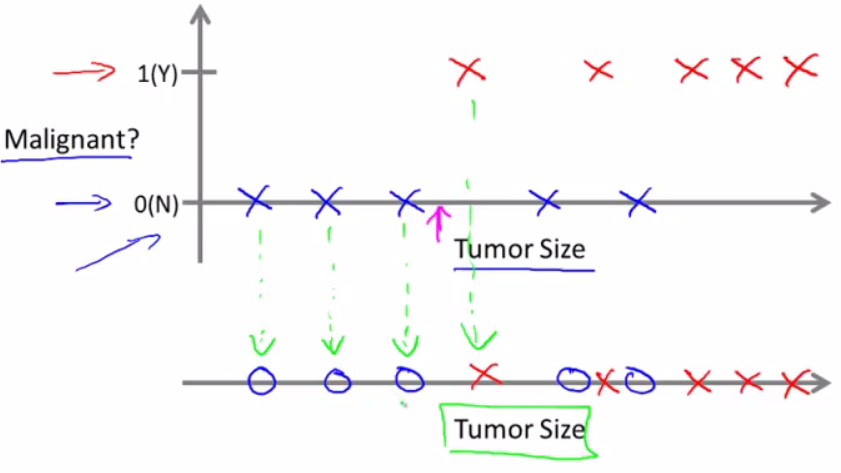 1(Y)
Malignant?
0(N)
Tumor Size
Tumor Size